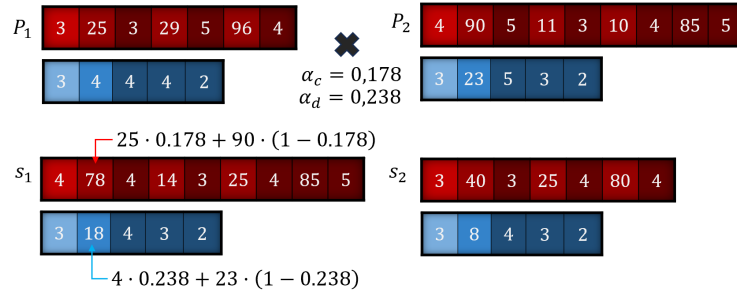 P₁ 3 25 3 29 5 96 4
3 4 4 4 2
α_c = 0,178
α_d = 0,238
P₂ 4 90 5 11 3 10 4 85 5
3 23 5 3 2
25 · 0.178 + 90 · (1 − 0.178)
s₁ 4 78 4 14 3 25 4 85 5
3 18 4 3 2
4 · 0.238 + 23 · (1 − 0.238)
s₂ 3 40 3 25 4 80 4
3 8 4 3 2